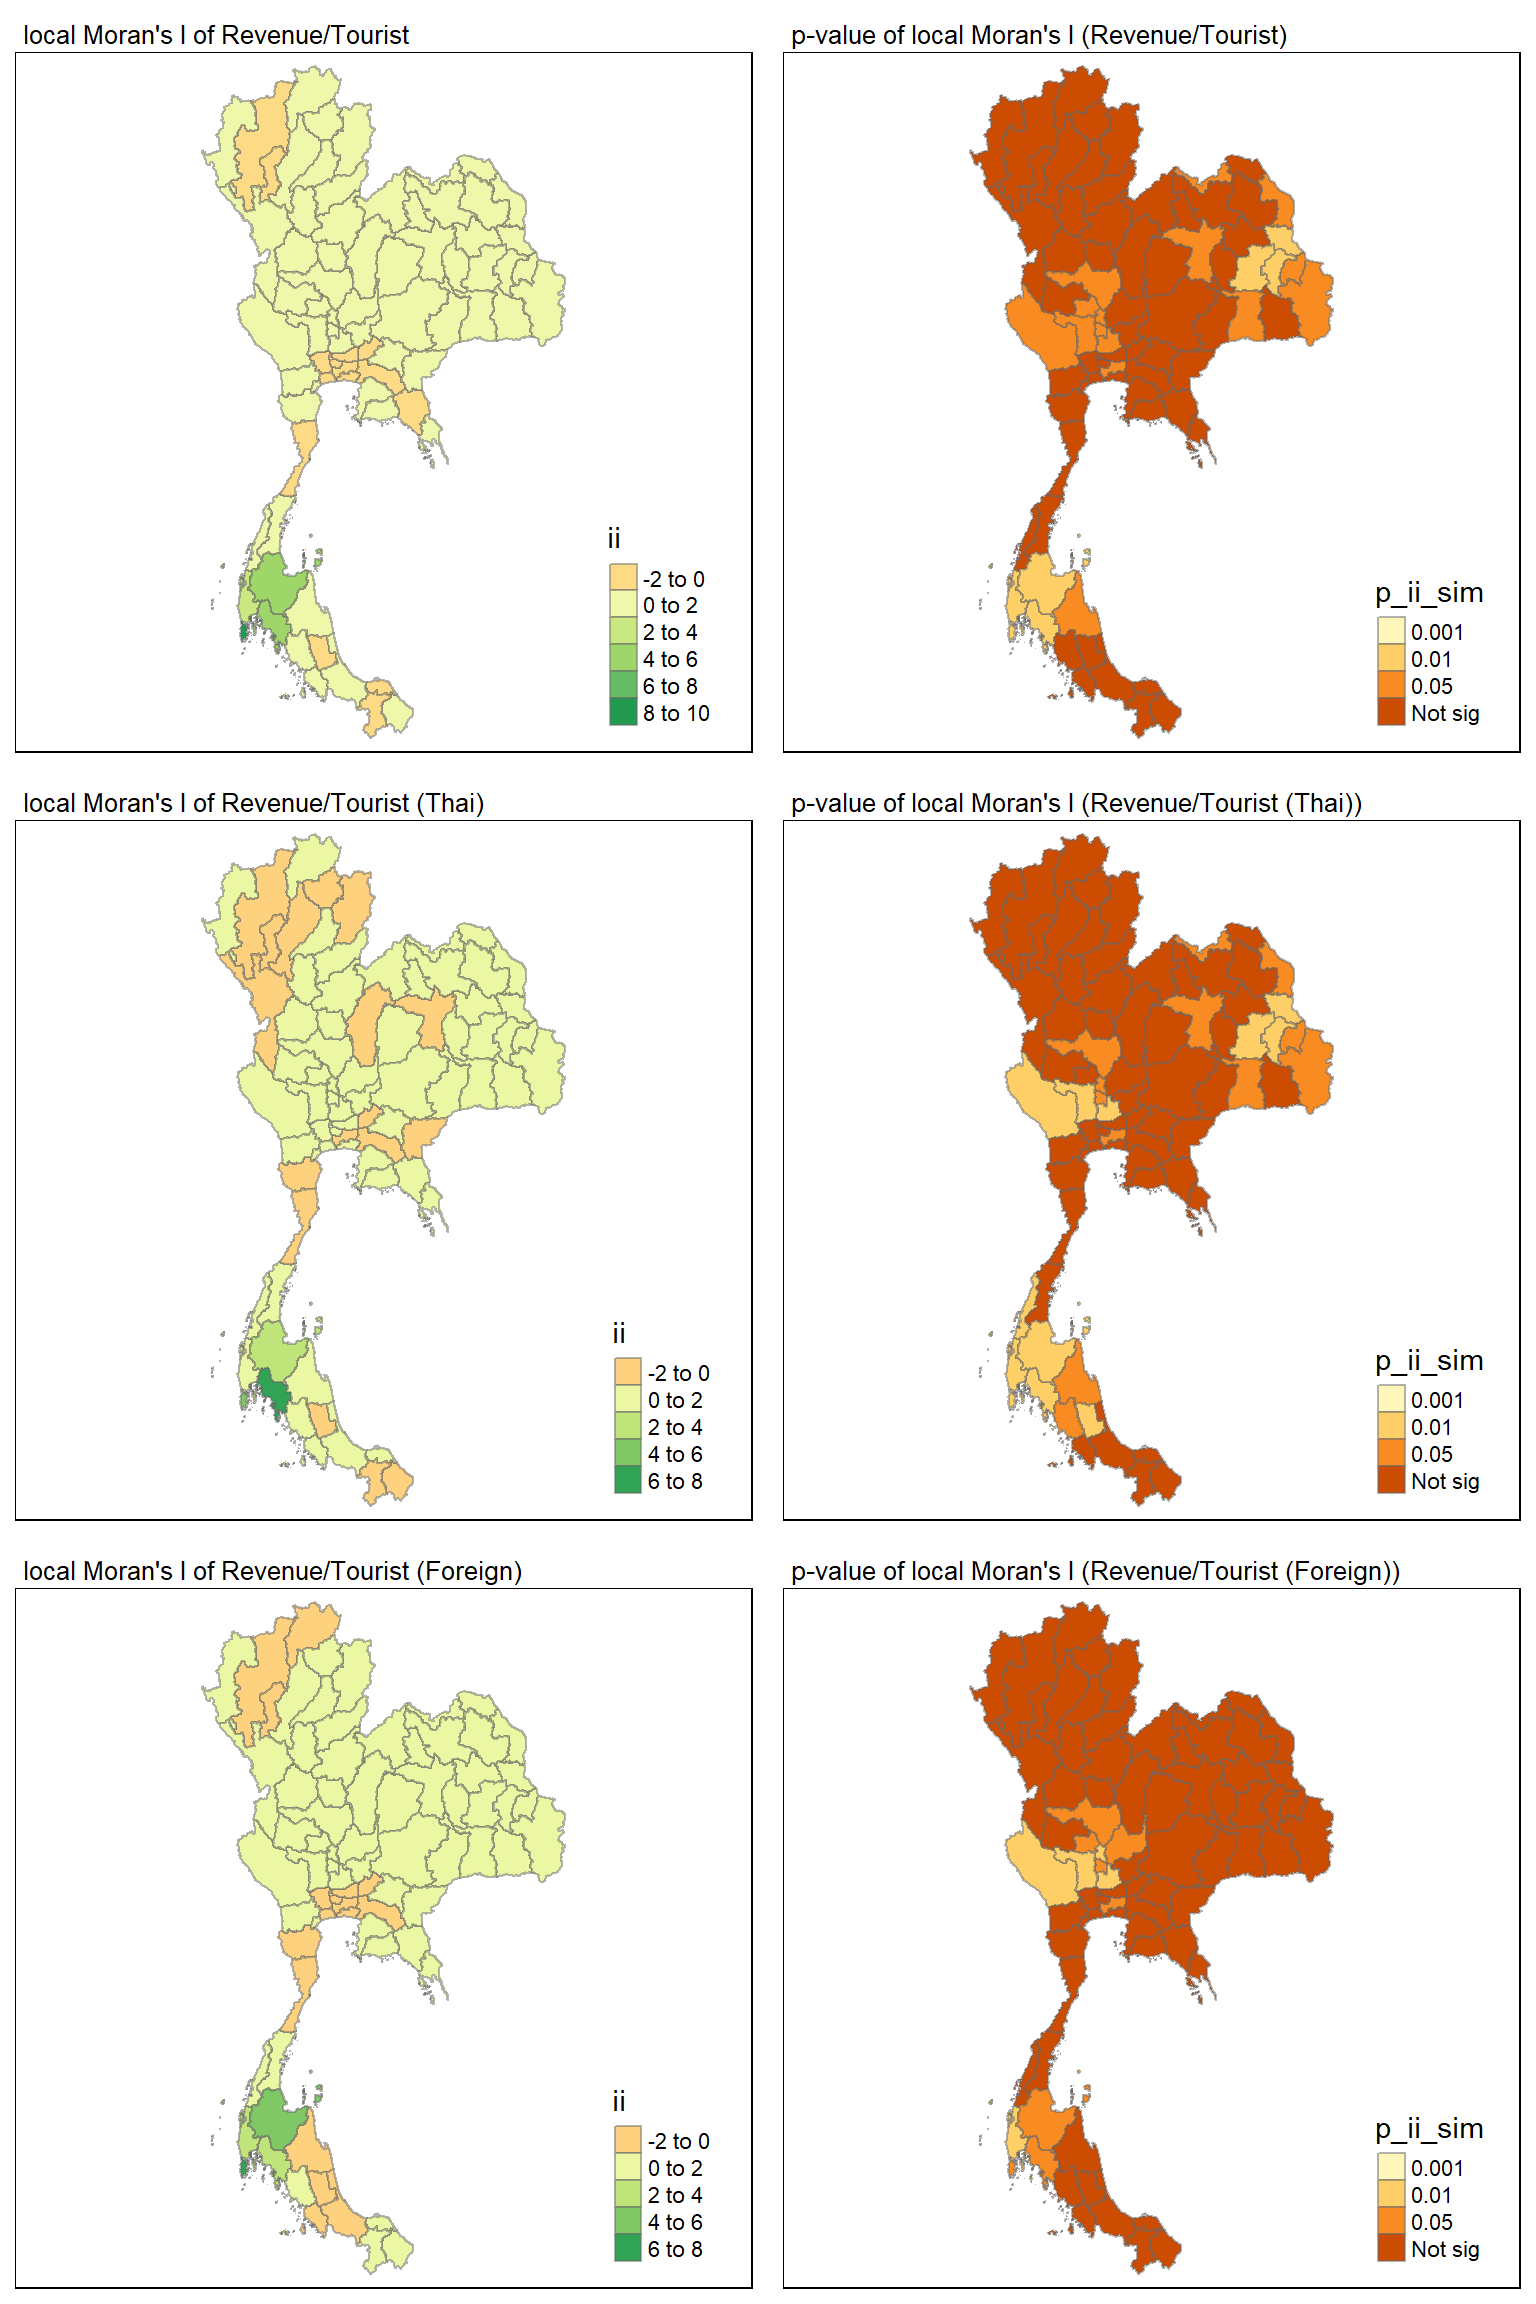 local Moran's I of Revenue/Tourist
ii
-2 to 0
0 to 2
2 to 4
4 to 6
6 to 8
8 to 10
p-value of local Moran's I (Revenue/Tourist)
p_ii_sim
0.001
0.01
0.05
Not sig
local Moran's I of Revenue/Tourist (Thai)
ii
-2 to 0
0 to 2
2 to 4
4 to 6
6 to 8
p-value of local Moran's I (Revenue/Tourist (Thai))
p_ii_sim
0.001
0.01
0.05
Not sig
local Moran's I of Revenue/Tourist (Foreign)
ii
-2 to 0
0 to 2
2 to 4
4 to 6
6 to 8
p-value of local Moran's I (Revenue/Tourist (Foreign))
p_ii_sim
0.001
0.01
0.05
Not sig